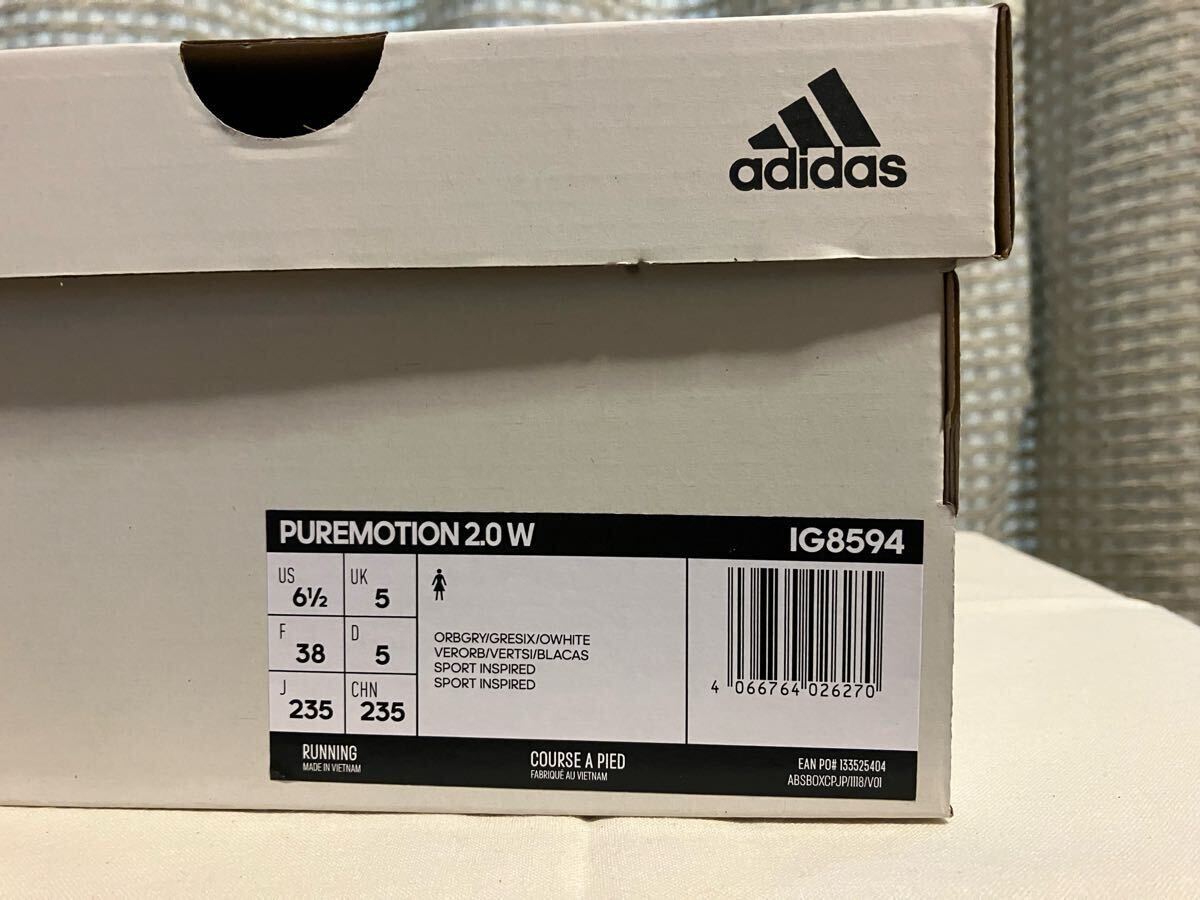 adidas
PUREMOTION 2.0 W
IG8594
US 6½
UK 5
F 38
D 5
J 235
CHN 235
ORBGRY/GRESIX/OWHITE
VERORB/VERTSI/BLACAS
SPORT INSPIRED
SPORT INSPIRED
4 066764 026270
RUNNING
MADE IN VIETNAM
COURSE A PIED
FABRIQUÉ AU VIETNAM
EAN PO# 133525404
ABSBOXCPJP/1118/V01